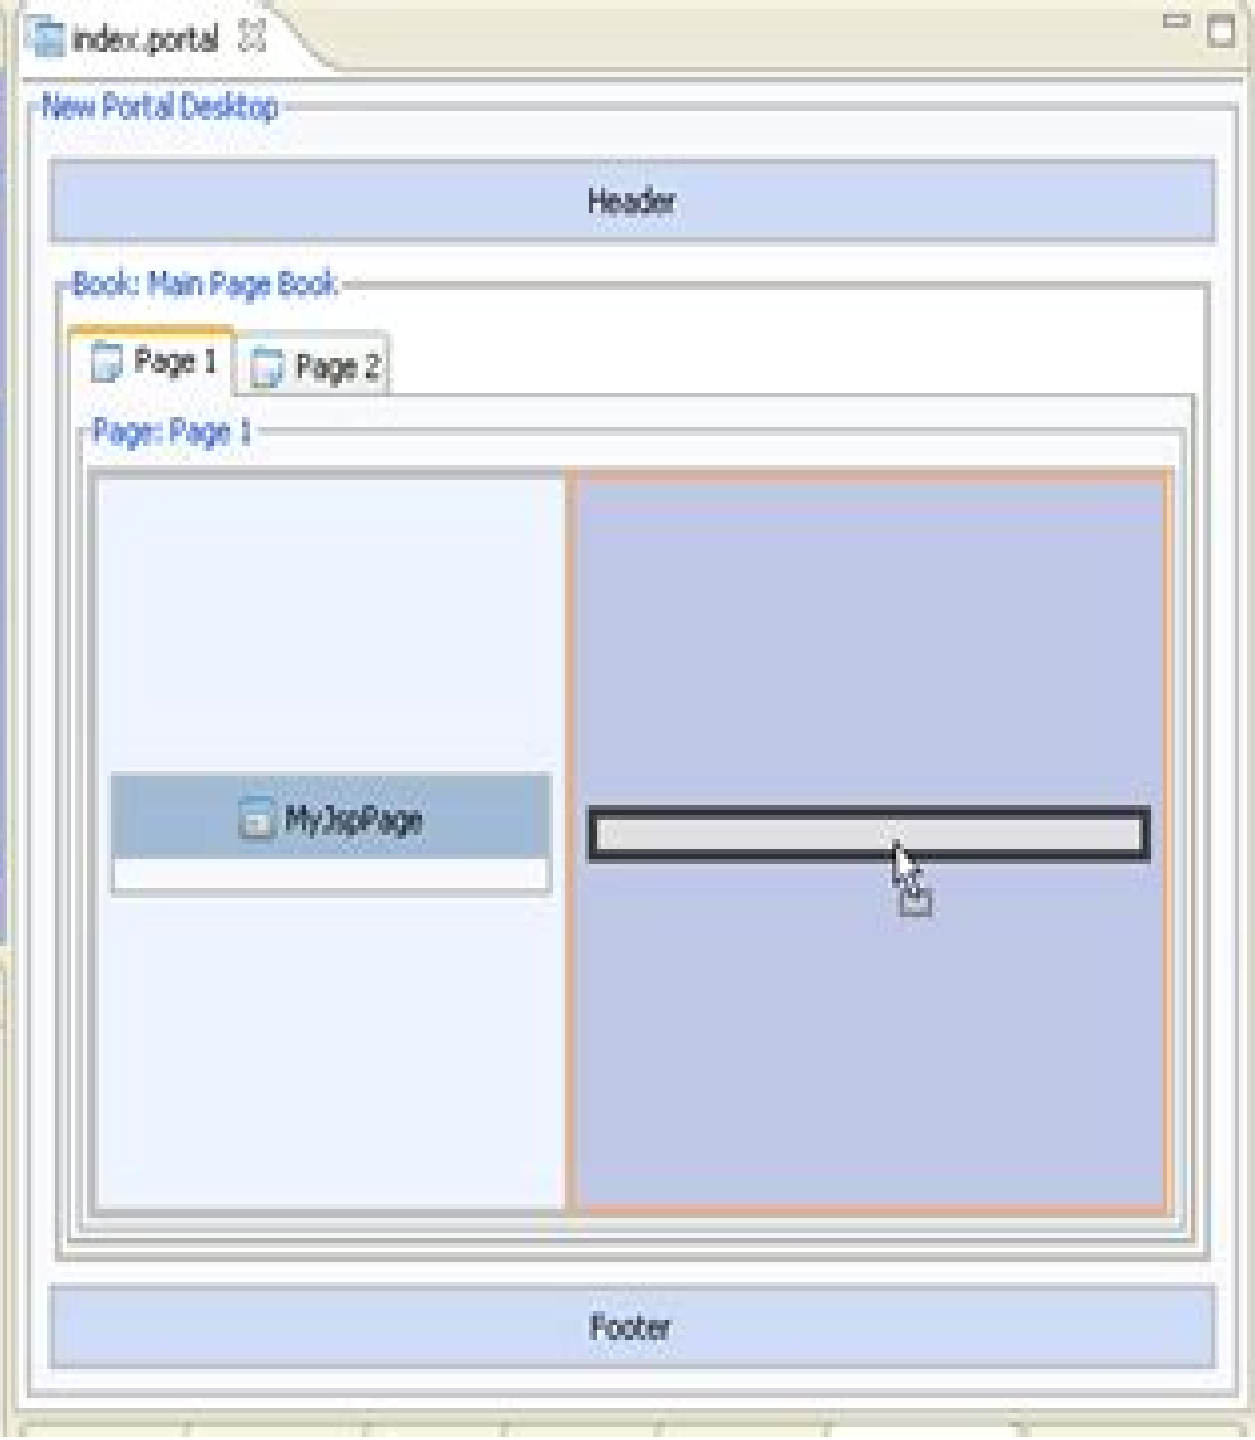 index.portal
New Portal Desktop
Header
Book: Main Page Book
Page 1
Page 2
Page: Page 1
MyJspPage
Footer